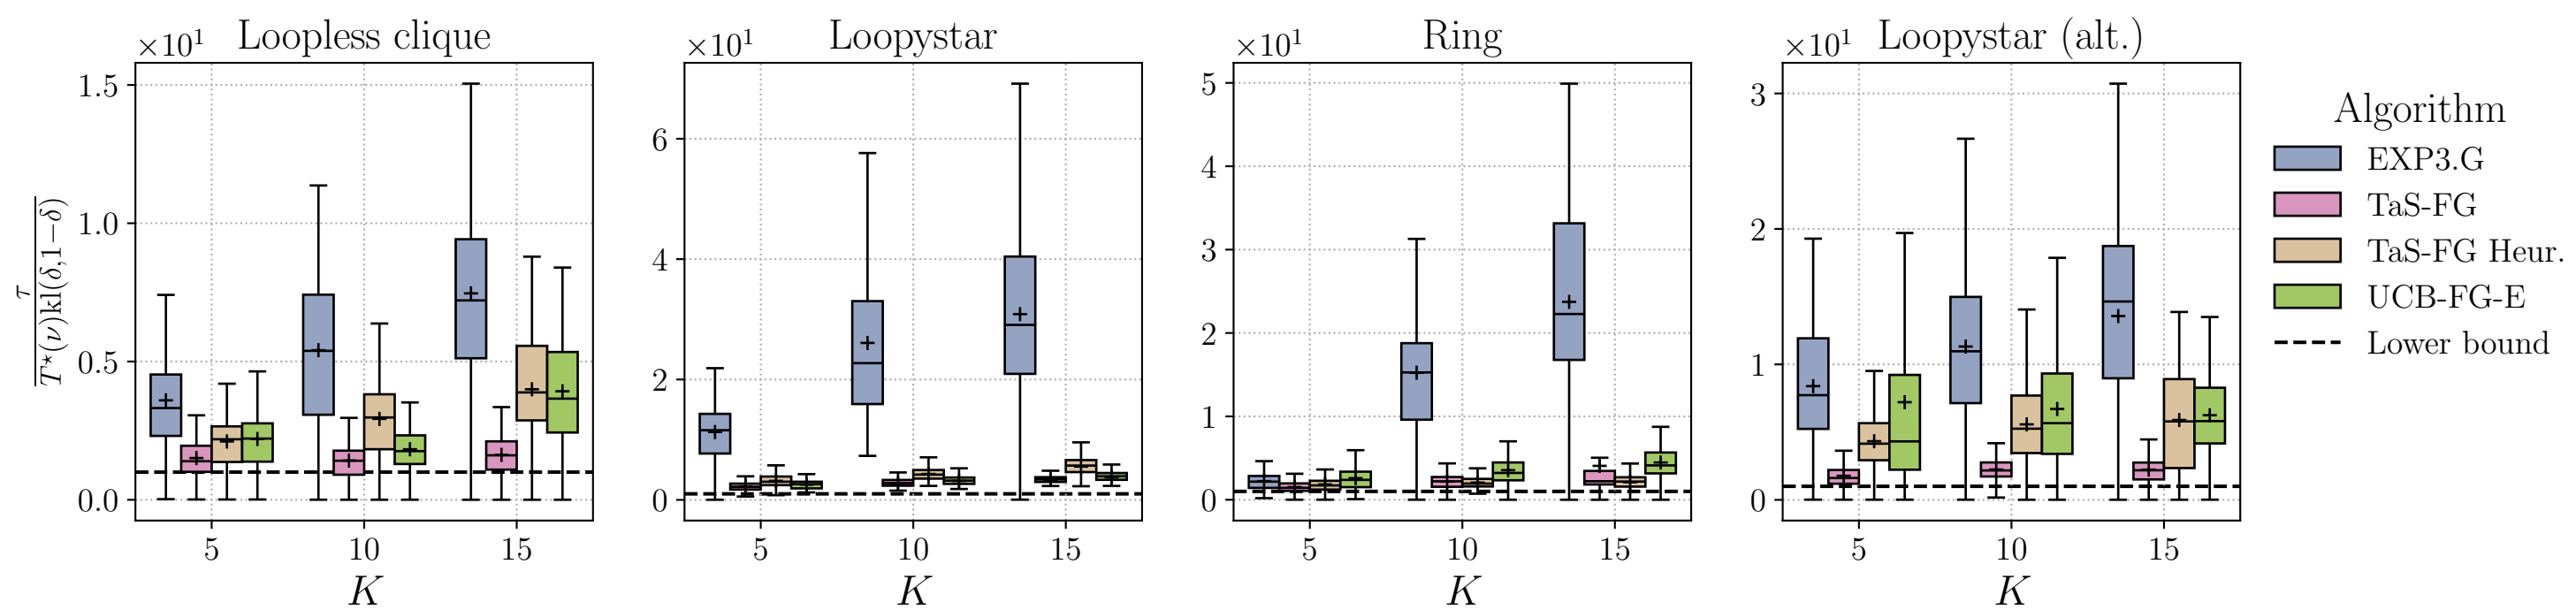 ×10¹ Loopless clique
τ / T⋆(ν)kl(δ,1−δ)
1.5
1.0
0.5
0.0
5 10 15
K
×10¹ Loopystar
6
4
2
0
5 10 15
K
×10¹ Ring
5
4
3
2
1
0
5 10 15
K
×10¹ Loopystar (alt.)
3
2
1
0
5 10 15
K
Algorithm
EXP3.G
TaS-FG
TaS-FG Heur.
UCB-FG-E
Lower bound